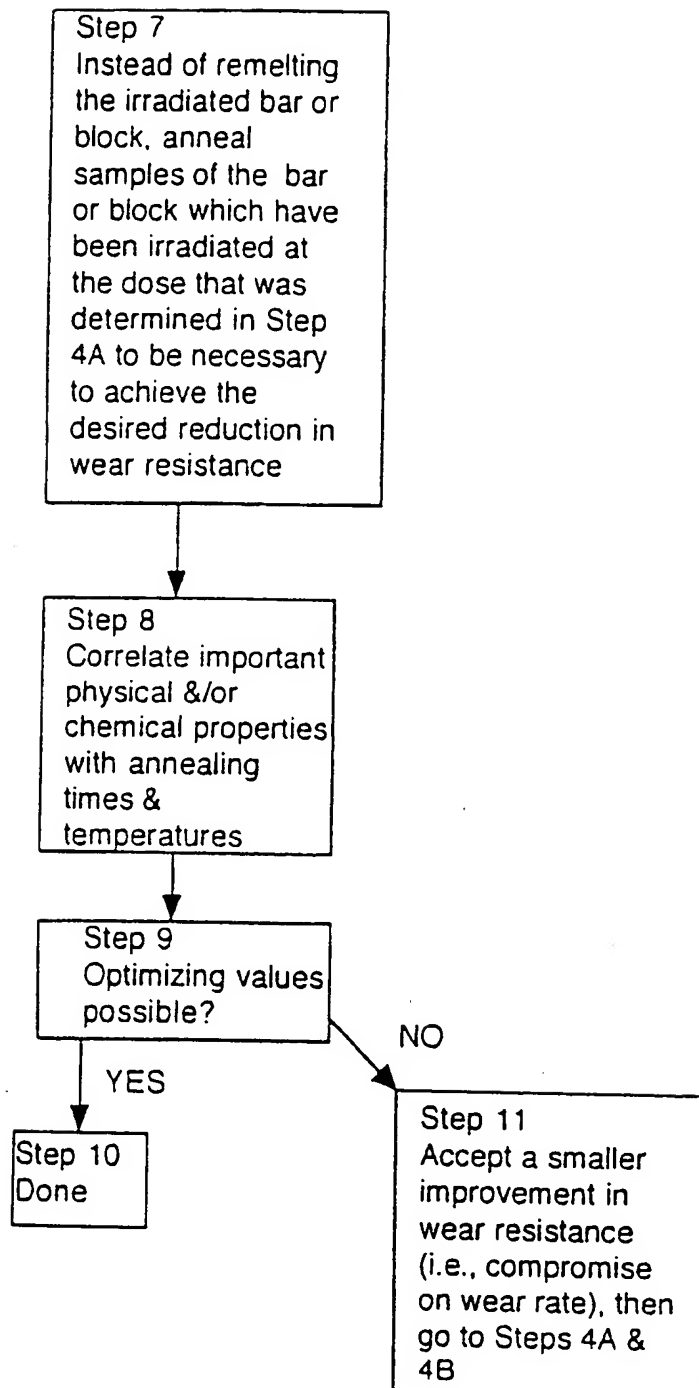 Step 7
Instead of remelting
the irradiated bar or
block, anneal
samples of the bar
or block which have
been irradiated at
the dose that was
determined in Step
4A to be necessary
to achieve the
desired reduction in
wear resistance
Step 8
Correlate important
physical &/or
chemical properties
with annealing
times &
temperatures
Step 9
Optimizing values
possible?
NO
YES
Step 10
Done
Step 11
Accept a smaller
improvement in
wear resistance
(i.e., compromise
on wear rate), then
go to Steps 4A &
4B